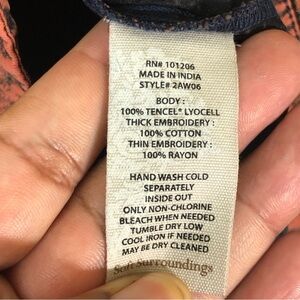 RN# 101206
MADE IN INDIA
STYLE# 2AW06
BODY :
100% TENCEL® LYOCELL
THICK EMBROIDERY :
100% COTTON
THIN EMBROIDERY :
100% RAYON
HAND WASH COLD
SEPARATELY
INSIDE OUT
ONLY NON-CHLORINE
BLEACH WHEN NEEDED
TUMBLE DRY LOW
COOL IRON IF NEEDED
MAY BE DRY CLEANED
Soft Surroundings